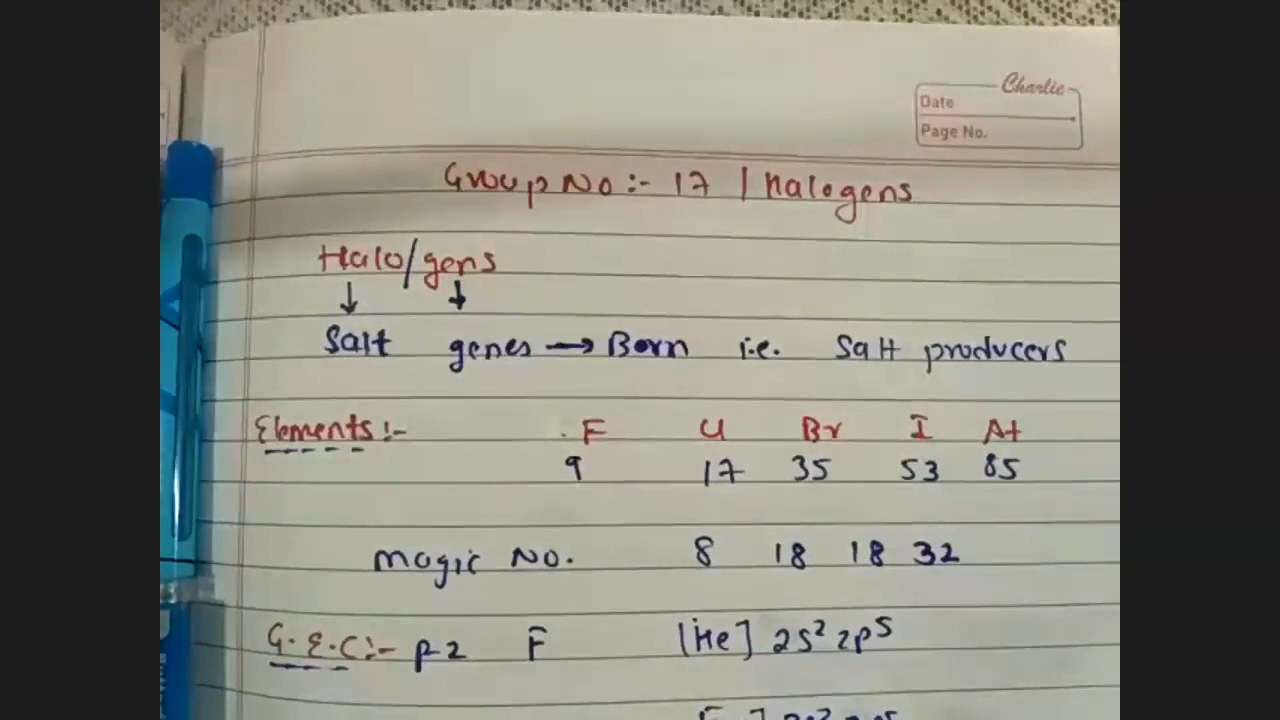 Charlie
Date
Page No.
Group No :- 17 / Halogens
Halo/gens
↓ ↓
Salt genes → Born i.e. Salt producers
Elements :- F Cl Br I At
9 17 35 53 85
Magic No. 8 18 18 32
G.E.C :- P2 F [He] 2s² 2p⁵